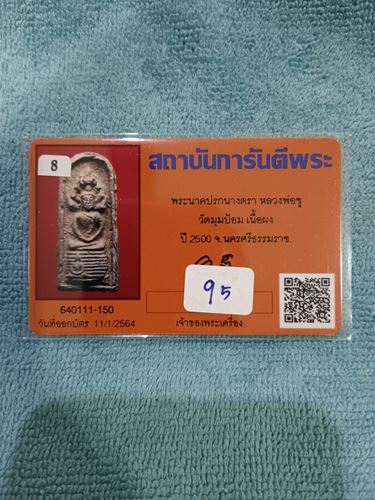 8
สถาบันการันตีพระ
พระนาคปรกนางตรา หลวงพ่อชู
วัดมุมป้อม เนื้อผง
ปี 2500 จ.นครศรีธรรมราช.
95
640111-150
วันที่ออกบัตร 11/1/2564
เจ้าของพระเครื่อง